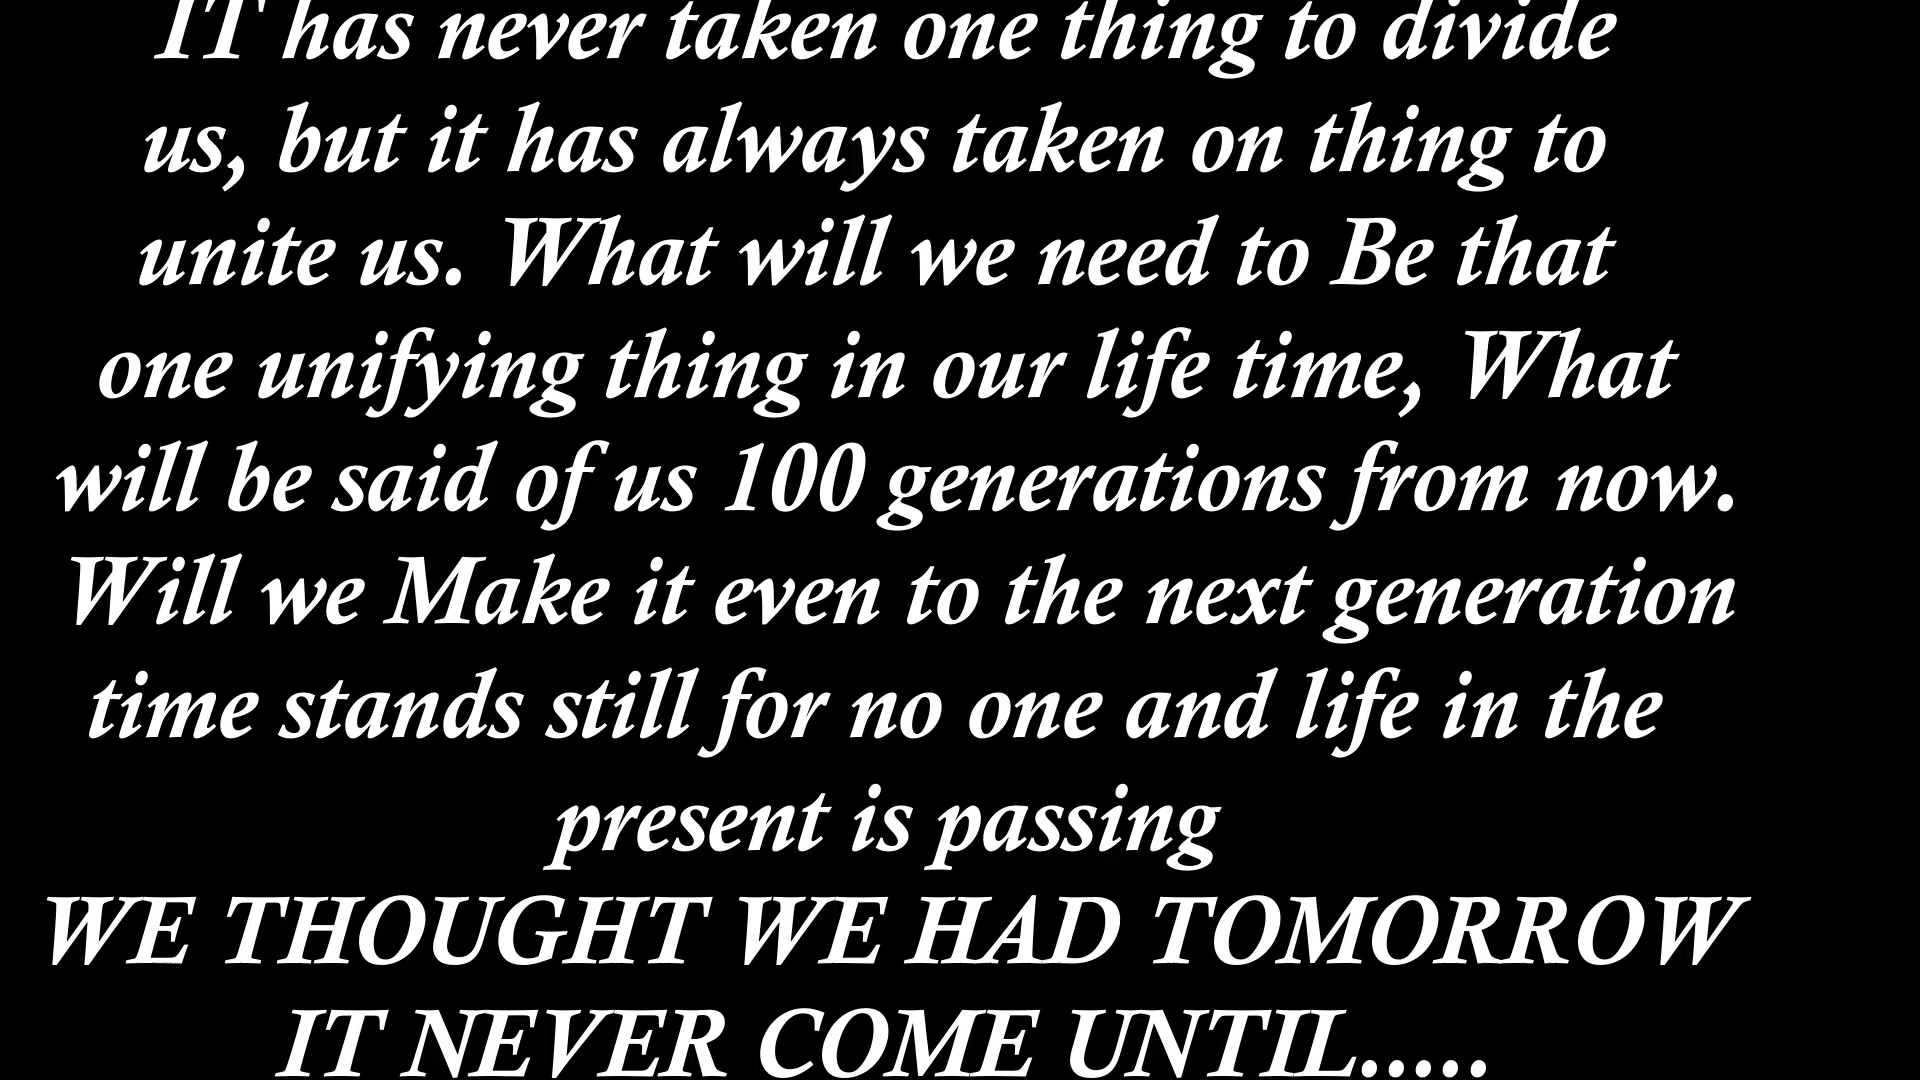 IT has never taken one thing to divide
us, but it has always taken on thing to
unite us. What will we need to Be that
one unifying thing in our life time, What
will be said of us 100 generations from now.
Will we Make it even to the next generation
time stands still for no one and life in the
present is passing
WE THOUGHT WE HAD TOMORROW
IT NEVER COME UNTIL.....